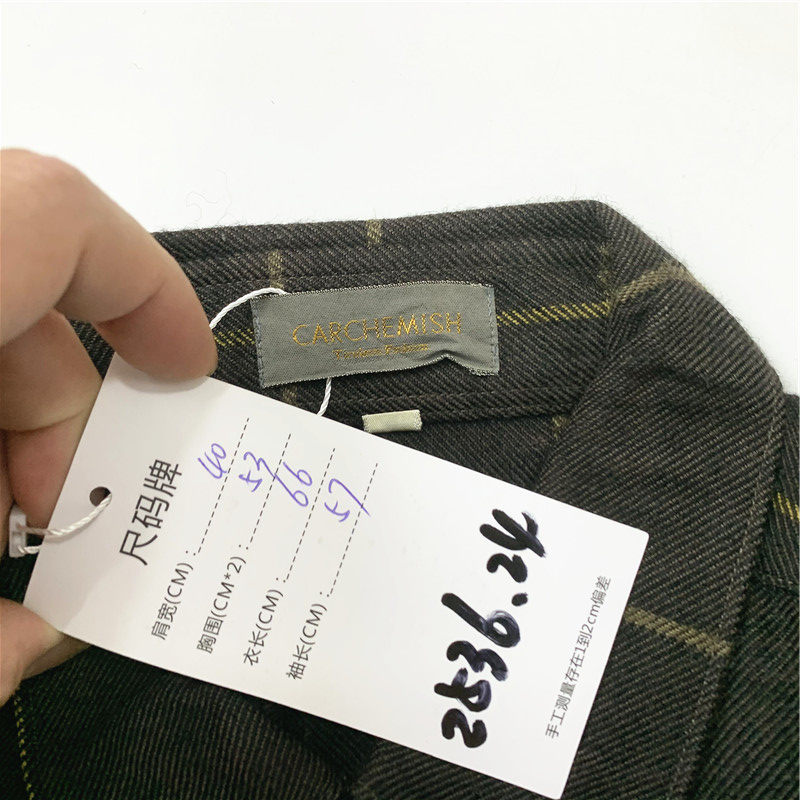 CARCHEMISH
尺码牌
肩宽(CM)： 40
胸围(CM*2)： 53
衣长(CM)： 66
袖长(CM)： 57
2836.24
手工测量存在1到2cm偏差